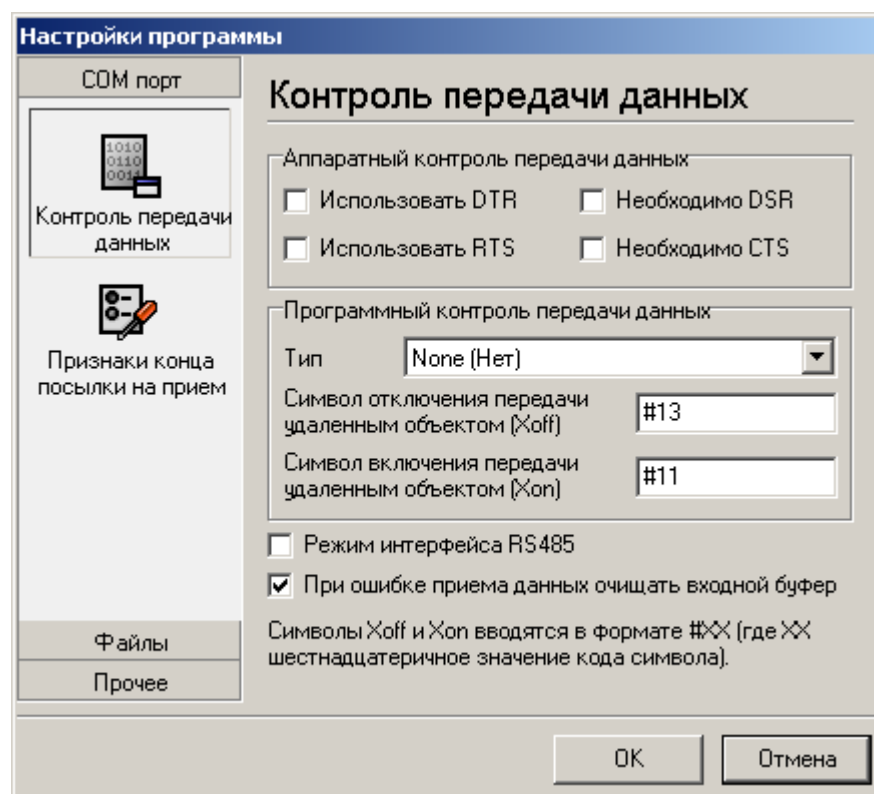 Настройки программы
COM порт
1010
0110
0011
Контроль передачи
данных
Признаки конца
посылки на прием
Файлы
Прочее
Контроль передачи данных
Аппаратный контроль передачи данных
Использовать DTR
Необходимо DSR
Использовать RTS
Необходимо CTS
Программный контроль передачи данных
Тип
None (Нет)
Символ отключения передачи
удаленным объектом (Xoff)
#13
Символ включения передачи
удаленным объектом (Xon)
#11
Режим интерфейса RS485
При ошибке приема данных очищать входной буфер
Символы Xoff и Xon вводятся в формате #XX (где XX
шестнадцатеричное значение кода символа).
OK
Отмена